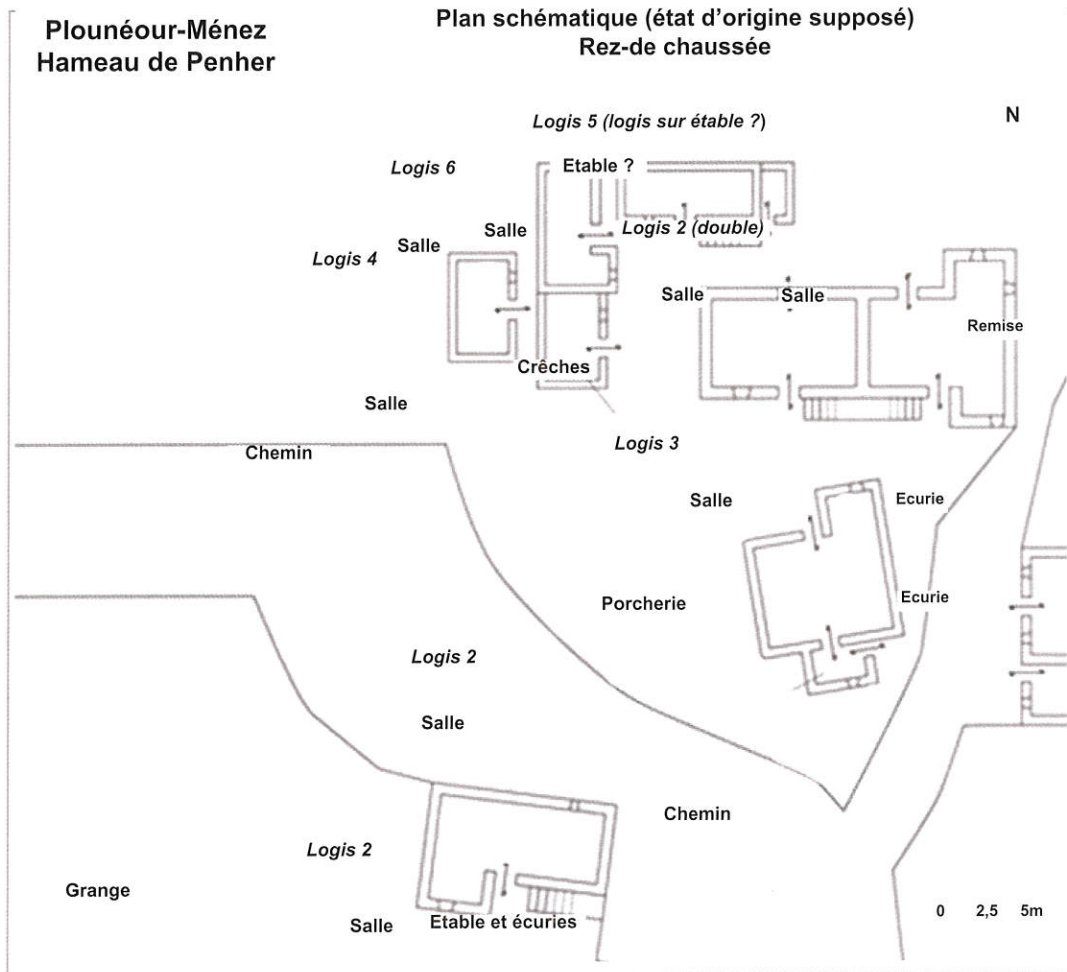 Plounéour-Ménez
Hameau de Penher
Plan schématique (état d'origine supposé)
Rez-de chaussée
N
Logis 5 (logis sur étable ?)
Logis 6
Etable ?
Salle
Logis 2 (double)
Salle
Logis 4
Salle
Salle
Remise
Crêches
Salle
Logis 3
Chemin
Salle
Ecurie
Porcherie
Ecurie
Logis 2
Salle
Chemin
Logis 2
Grange
Salle
Etable et écuries
0 2,5 5m